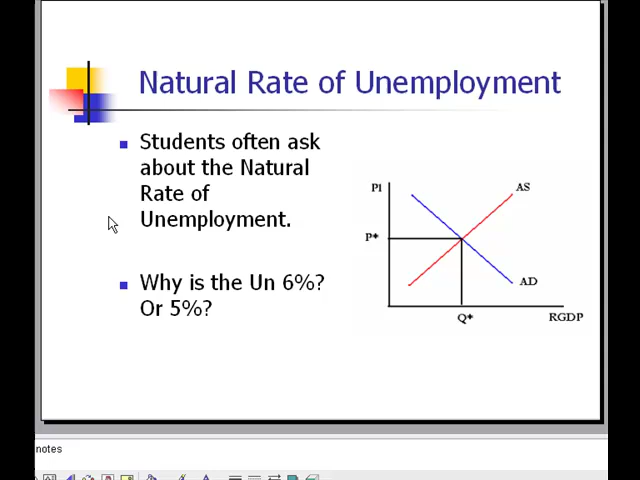 Natural Rate of Unemployment
Students often ask
about the Natural
Rate of
Unemployment.
Why is the Un 6%?
Or 5%?
Pl
AS
P*
AD
Q*
RGDP
notes